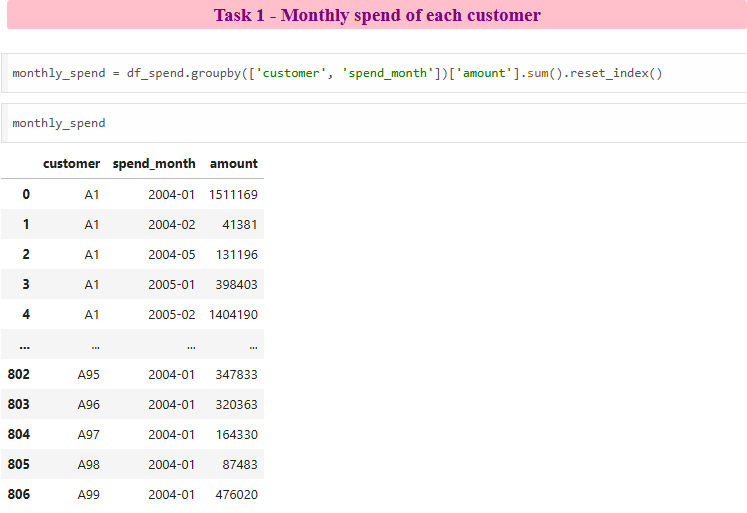 Task 1 - Monthly spend of each customer
monthly_spend = df_spend.groupby(['customer', 'spend_month'])['amount'].sum().reset_index()
monthly_spend
customer spend_month amount
0 A1 2004-01 1511169
1 A1 2004-02 41381
2 A1 2004-05 131196
3 A1 2005-01 398403
4 A1 2005-02 1404190
... ... ... ...
802 A95 2004-01 347833
803 A96 2004-01 320363
804 A97 2004-01 164330
805 A98 2004-01 87483
806 A99 2004-01 476020